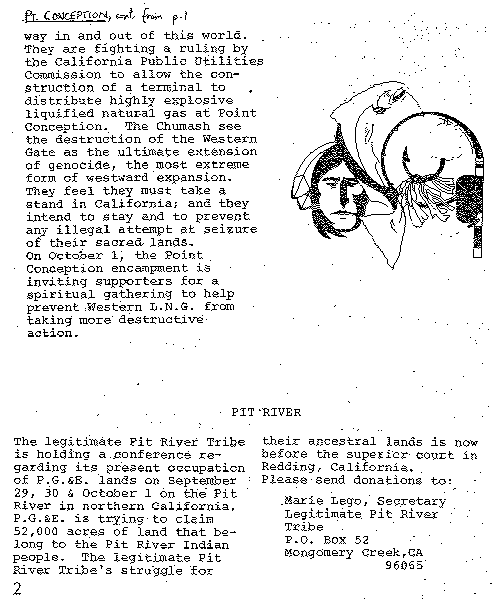 Pt. CONCEPTION, cont. from p.1
way in and out of this world.
They are fighting a ruling by
the California Public Utilities
Commission to allow the con-
struction of a terminal to
distribute highly explosive
liquified natural gas at Point
Conception. The Chumash see
the destruction of the Western
Gate as the ultimate extension
of genocide, the most extreme
form of westward expansion.
They feel they must take a
stand in California; and they
intend to stay and to prevent
any illegal attempt at seizure
of their sacred lands.
On October 1, the Point
Conception encampment is
inviting supporters for a
spiritual gathering to help
prevent Western L.N.G. from
taking more destructive
action.
PIT RIVER
The legitimate Pit River Tribe
is holding a conference re-
garding its present occupation
of P.G.&E. lands on September
29, 30 & October 1 on the Pit
River in northern California.
P.G.&E. is trying to claim
52,000 acres of land that be-
long to the Pit River Indian
people. The legitimate Pit
River Tribe's struggle for
their ancestral lands is now
before the superior court in
Redding, California.
Please send donations to:
Marie Lego, Secretary
Legitimate Pit River
Tribe
P.O. Box 52
Mongomery Creek,CA
96065
2